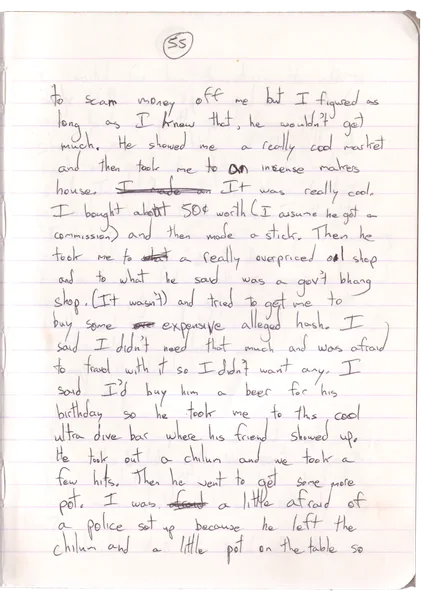 55
to scam money off me but I figured as
long as I knew that, he wouldn't get
much. He showed me a really cool market
and then took me to an incense makers
house. It was really cool.
I bought about 50¢ worth (I assume he got a
commission) and then made a stick. Then he
took me to a really overpriced oil shop
and to what he said was a gov't bhang
shop. (It wasn't) and tried to get me to
buy some expensive alleged hash. I
said I didn't need that much and was afraid
to travel with it so I didn't want any. I
said I'd buy him a beer for his
birthday so he took me to this cool
ultra dive bar where his friend showed up.
He took out a chilum and we took a
few hits. Then he went to get some more
pot. I was a little afraid of
a police set up because he left the
chilum and a little pot on the table so